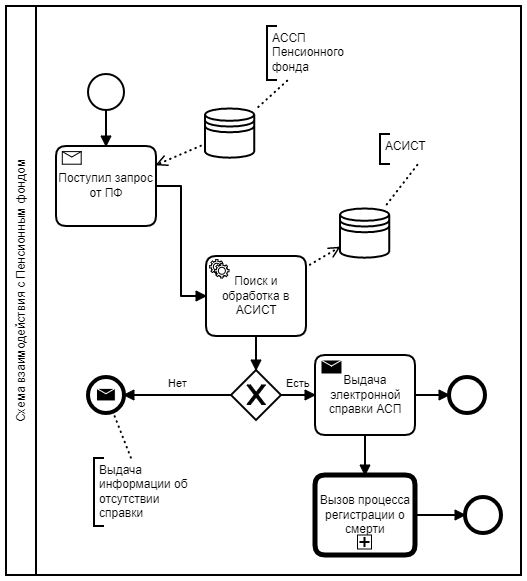 Схема взаимодействия с Пенсионным фондом
АССП
Пенсионного
фонда
АСИСТ
Поступил запрос
от ПФ
Поиск и
обработка в
АСИСТ
Нет
Есть
Выдача
электронной
справки АСП
Выдача
информации об
отсутствии
справки
Вызов процесса
регистрации о
смерти